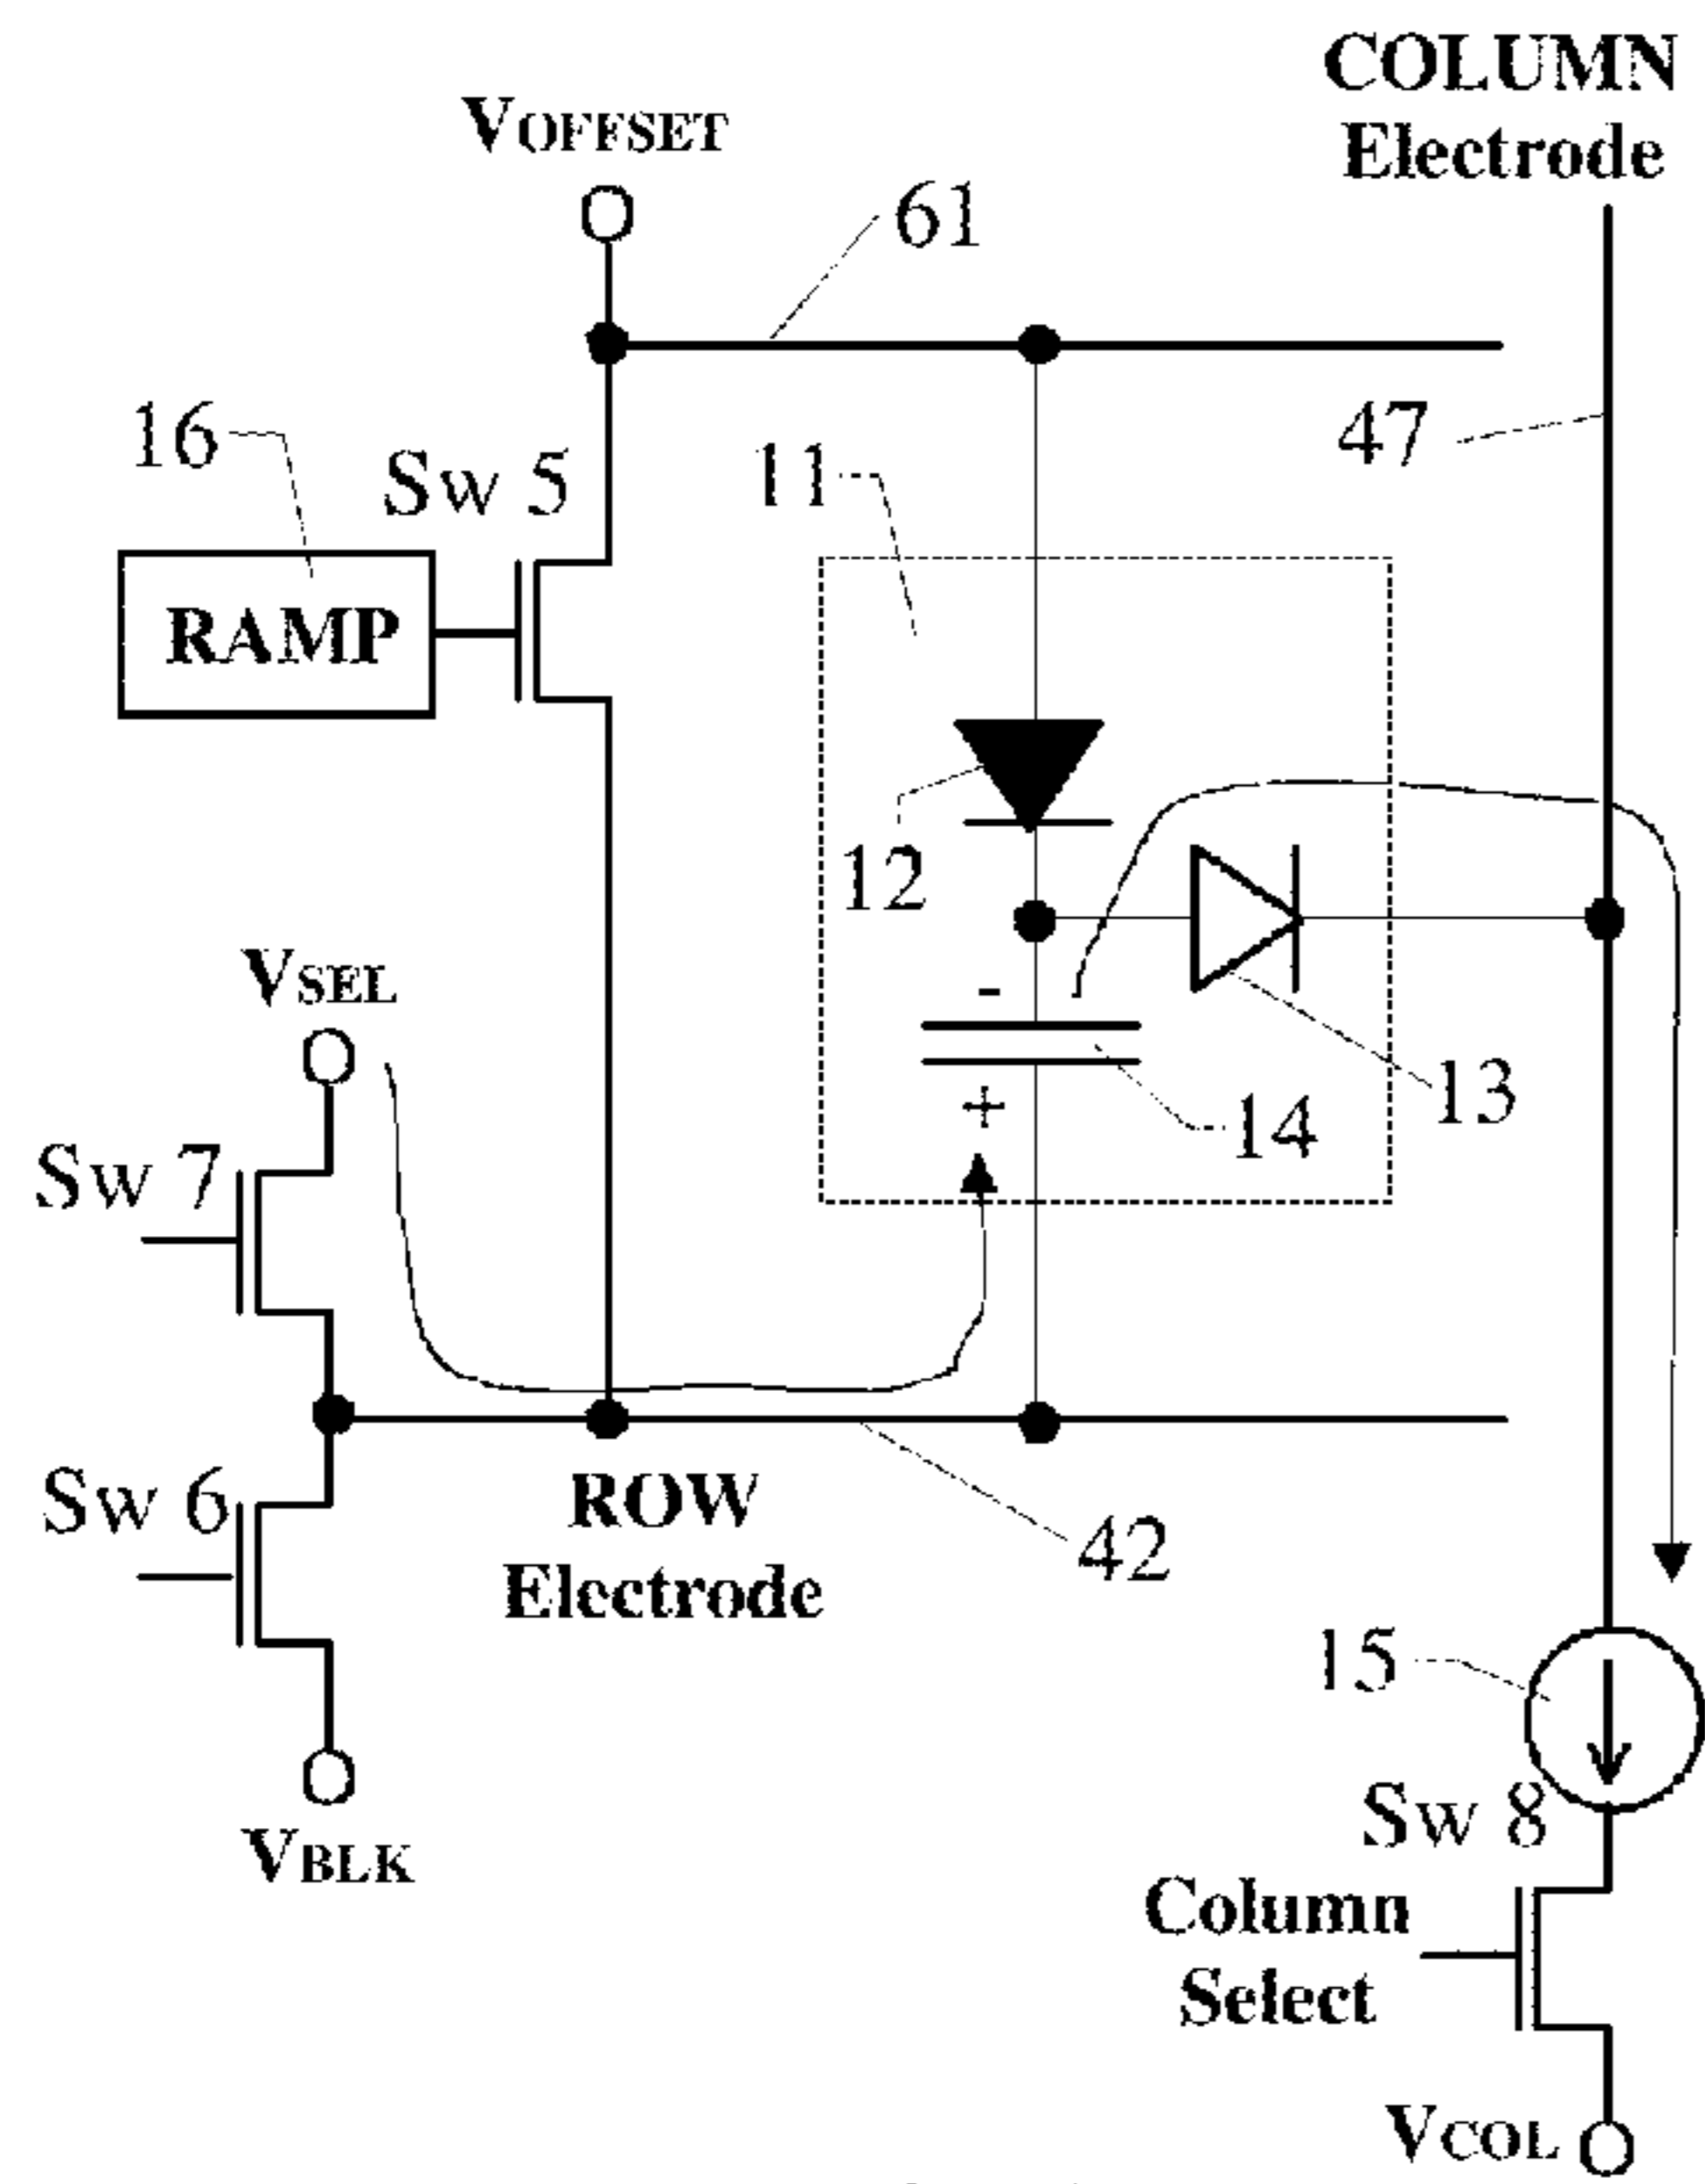 COLUMN
Electrode
VOFFSET
61
16
Sw 5
11
47
RAMP
12
VSEL
-
13
+
14
Sw 7
Sw 6
ROW
Electrode
42
15
Sw 8
VBLK
Column
Select
VCOL